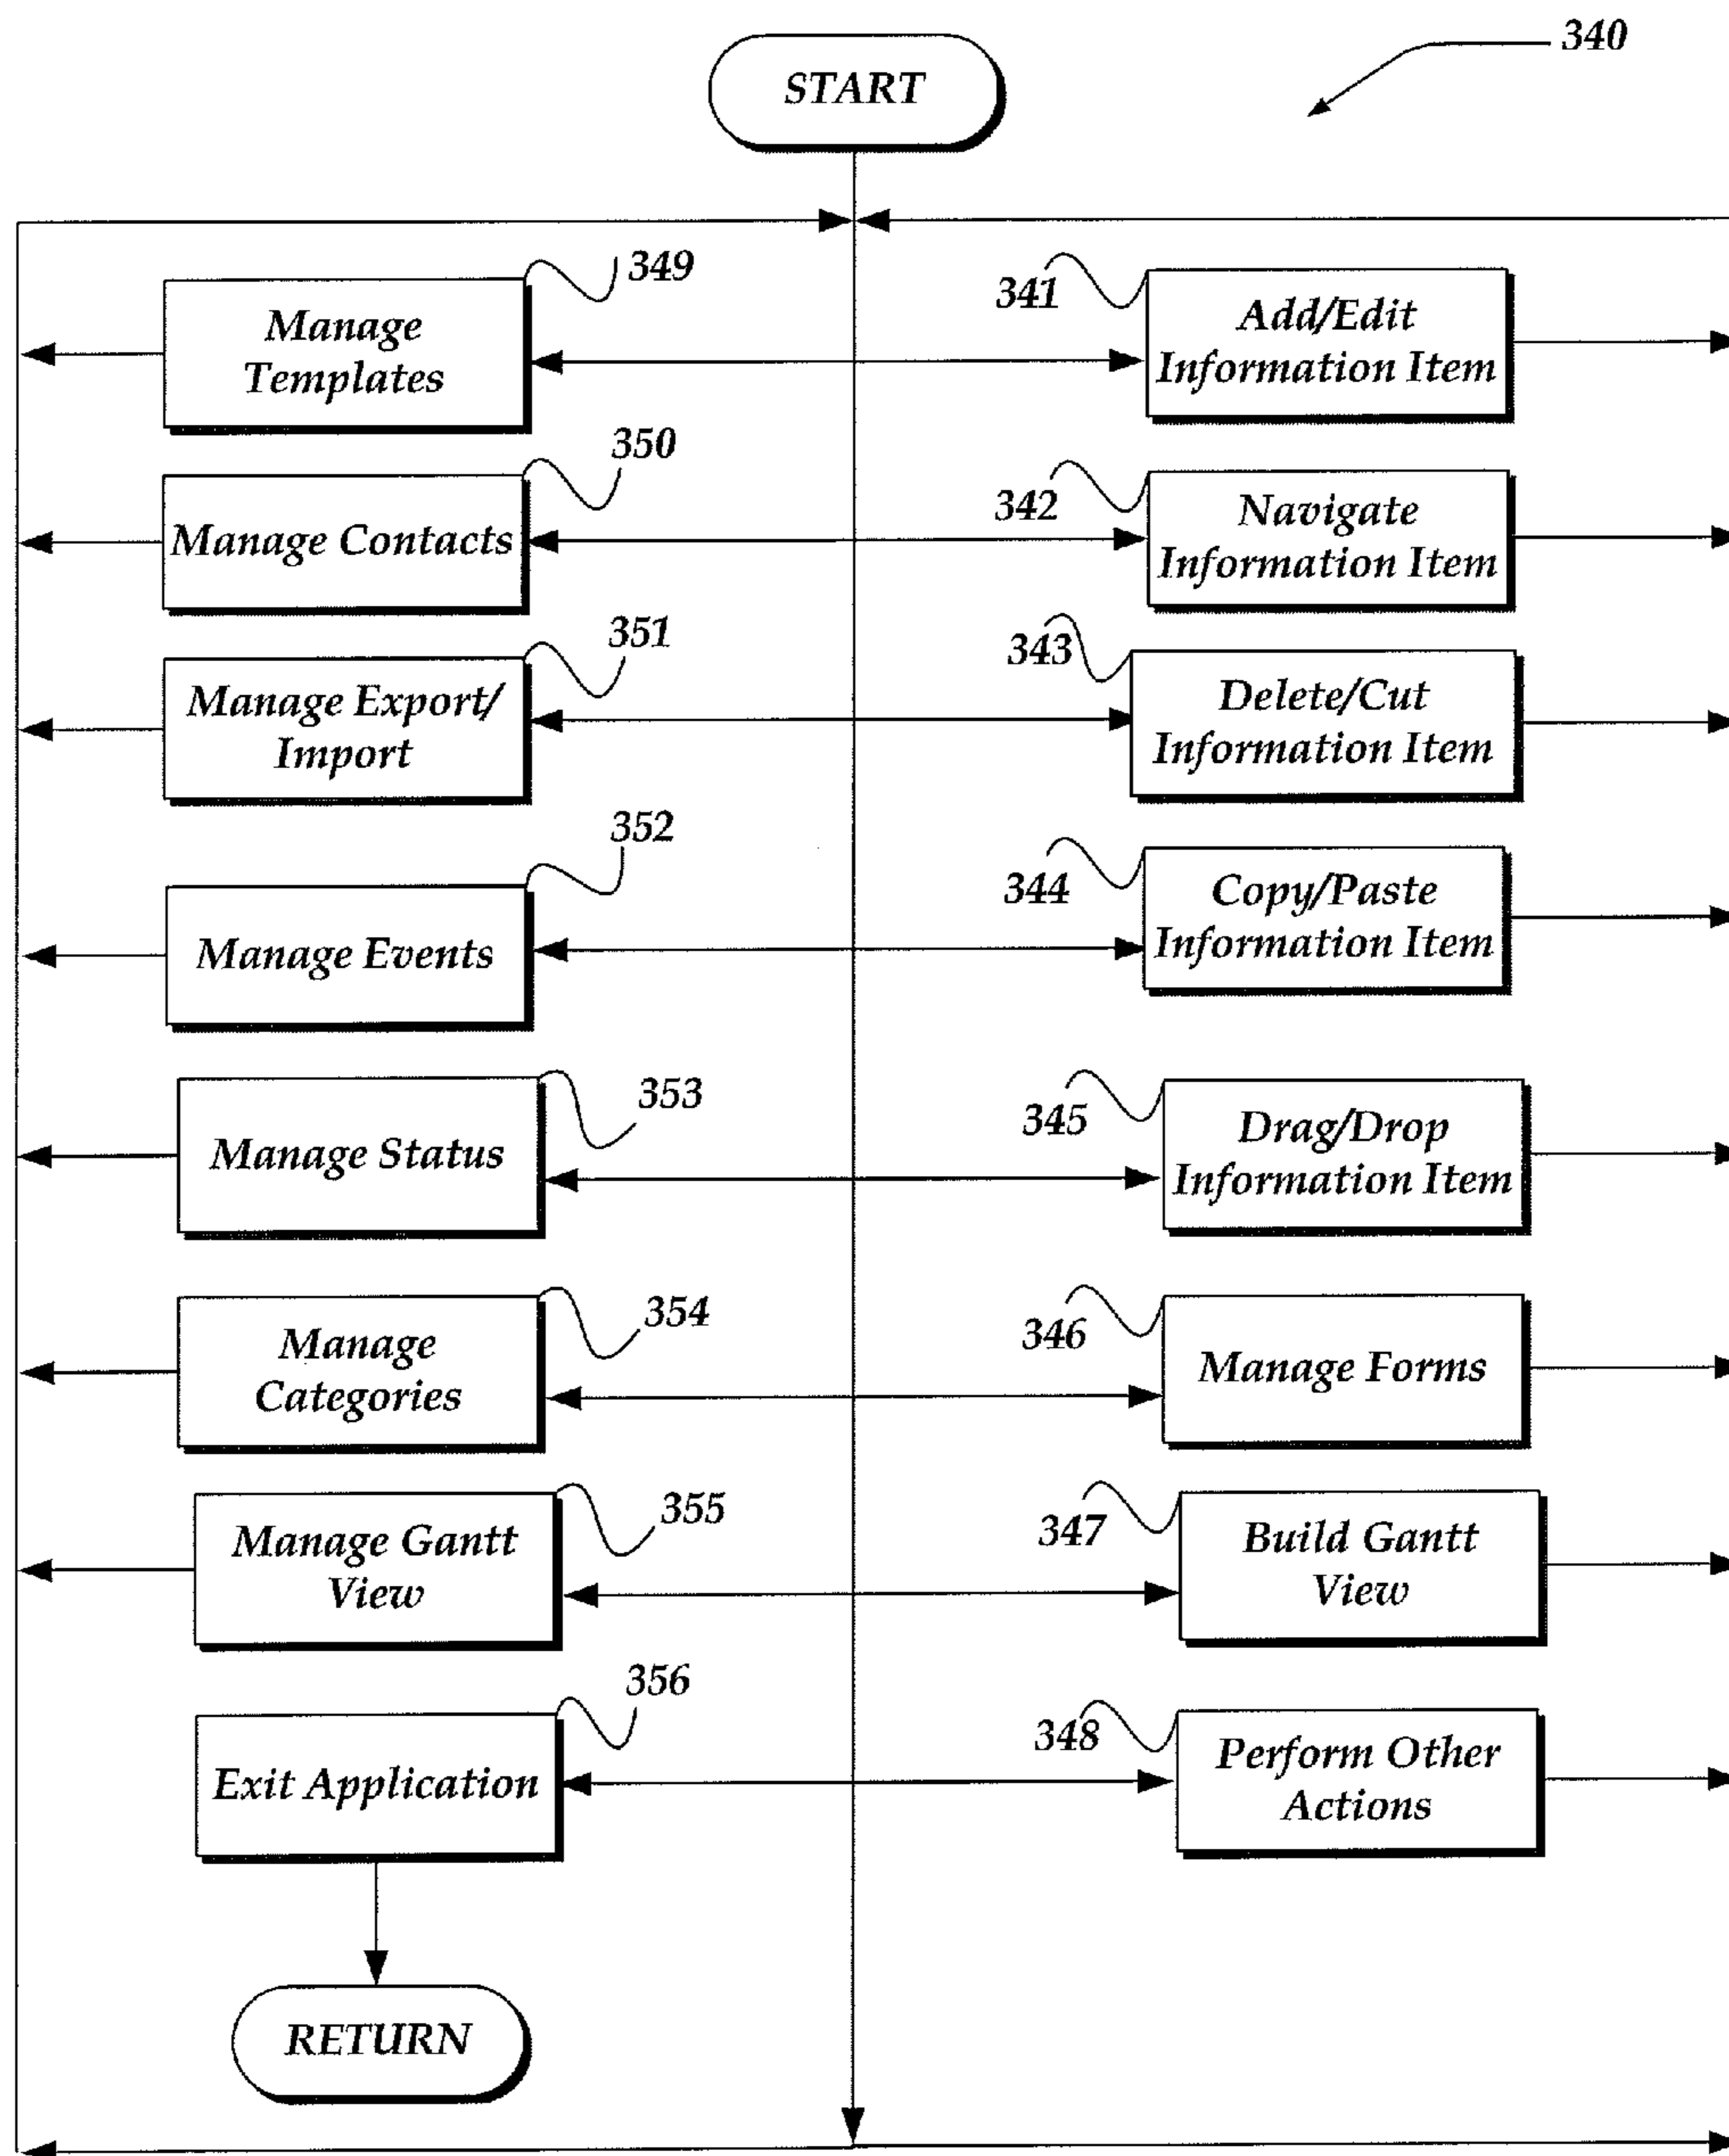 340
START
349
Manage
Templates
341
Add/Edit
Information Item
350
Manage Contacts
342
Navigate
Information Item
351
Manage Export/
Import
343
Delete/Cut
Information Item
352
Manage Events
344
Copy/Paste
Information Item
353
Manage Status
345
Drag/Drop
Information Item
354
Manage
Categories
346
Manage Forms
355
Manage Gantt
View
347
Build Gantt
View
356
Exit Application
348
Perform Other
Actions
RETURN